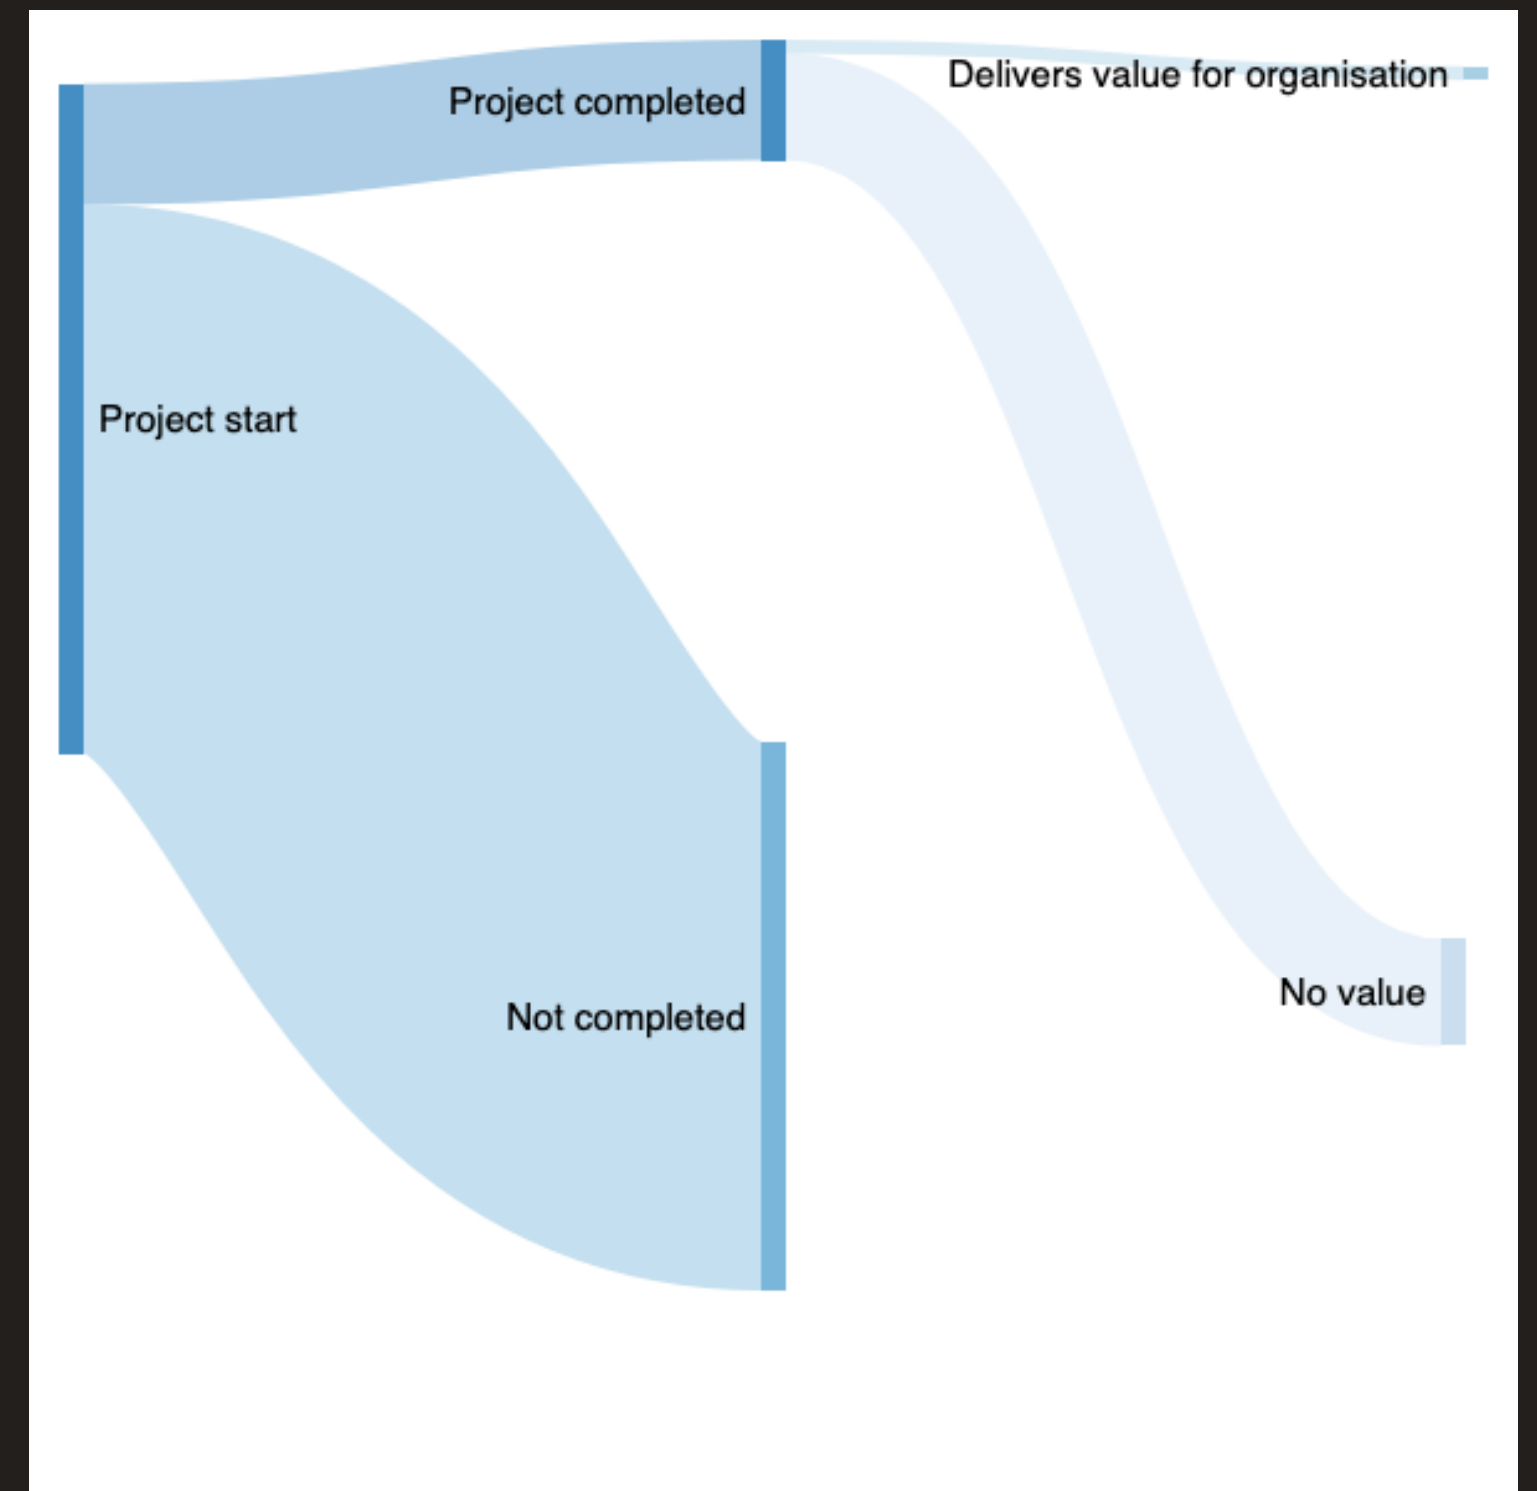 Project completed
Delivers value for organisation
Project start
No value
Not completed